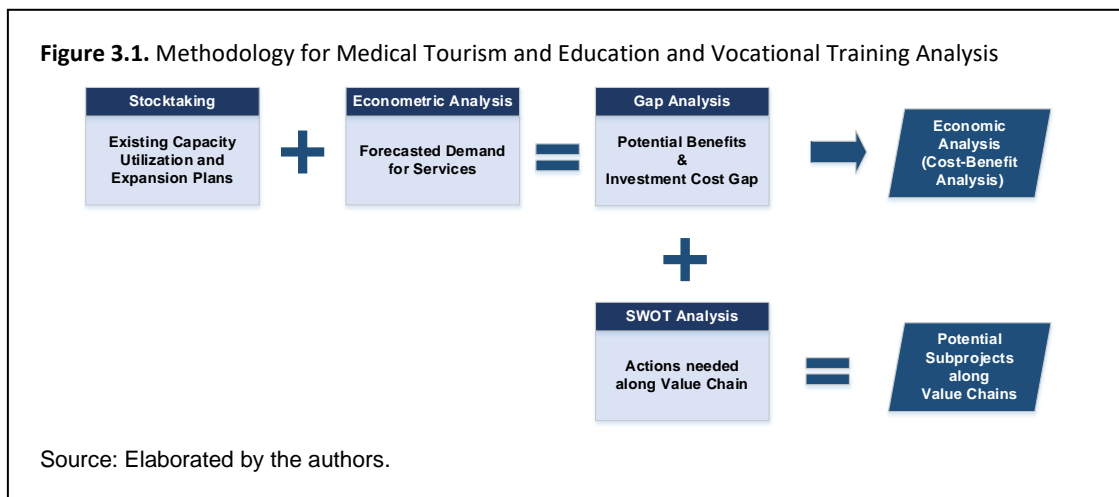 Figure 3.1. Methodology for Medical Tourism and Education and Vocational Training Analysis
Stocktaking
Existing Capacity
Utilization and
Expansion Plans
+
Econometric Analysis
Forecasted Demand
for Services
=
Gap Analysis
Potential Benefits
&
Investment Cost Gap
Economic
Analysis
(Cost-Benefit
Analysis)
+
SWOT Analysis
Actions needed
along Value Chain
=
Potential
Subprojects
along
Value Chains
Source: Elaborated by the authors.